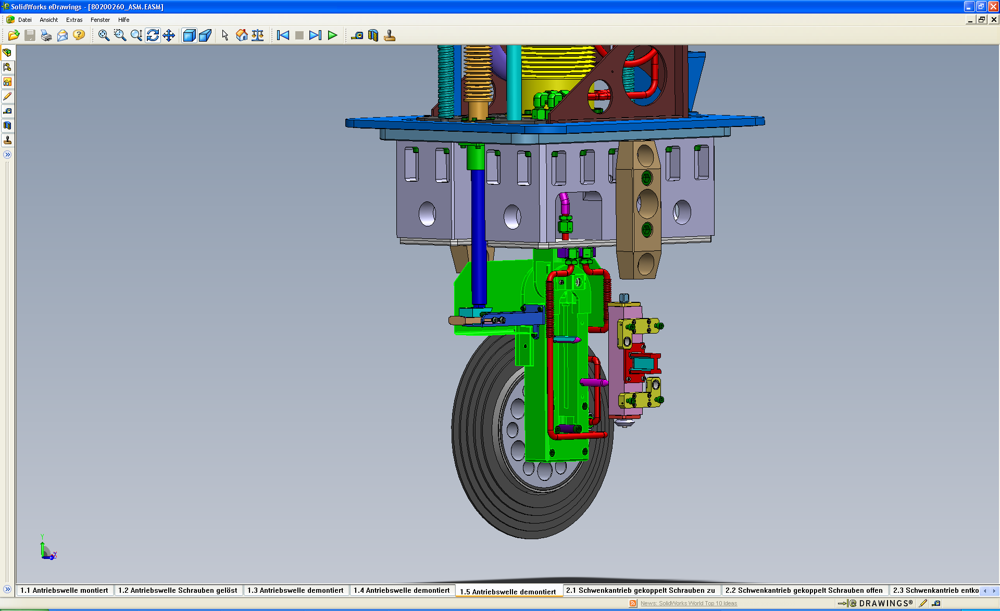 SolidWorks eDrawings - [80200260_ASM.EASM]
Datei Ansicht Extras Fenster Hilfe
Y
1.1 Antriebswelle montiert
1.2 Antriebswelle Schrauben gelöst
1.3 Antriebswelle demontiert
1.4 Antriebswelle demontiert
1.5 Antriebswelle demontiert
2.1 Schwenkantrieb gekoppelt Schrauben zu
2.2 Schwenkantrieb gekoppelt Schrauben offen
2.3 Schwenkantrieb entko
News: SolidWorks World Top 10 Ideas
e DRAWINGS®